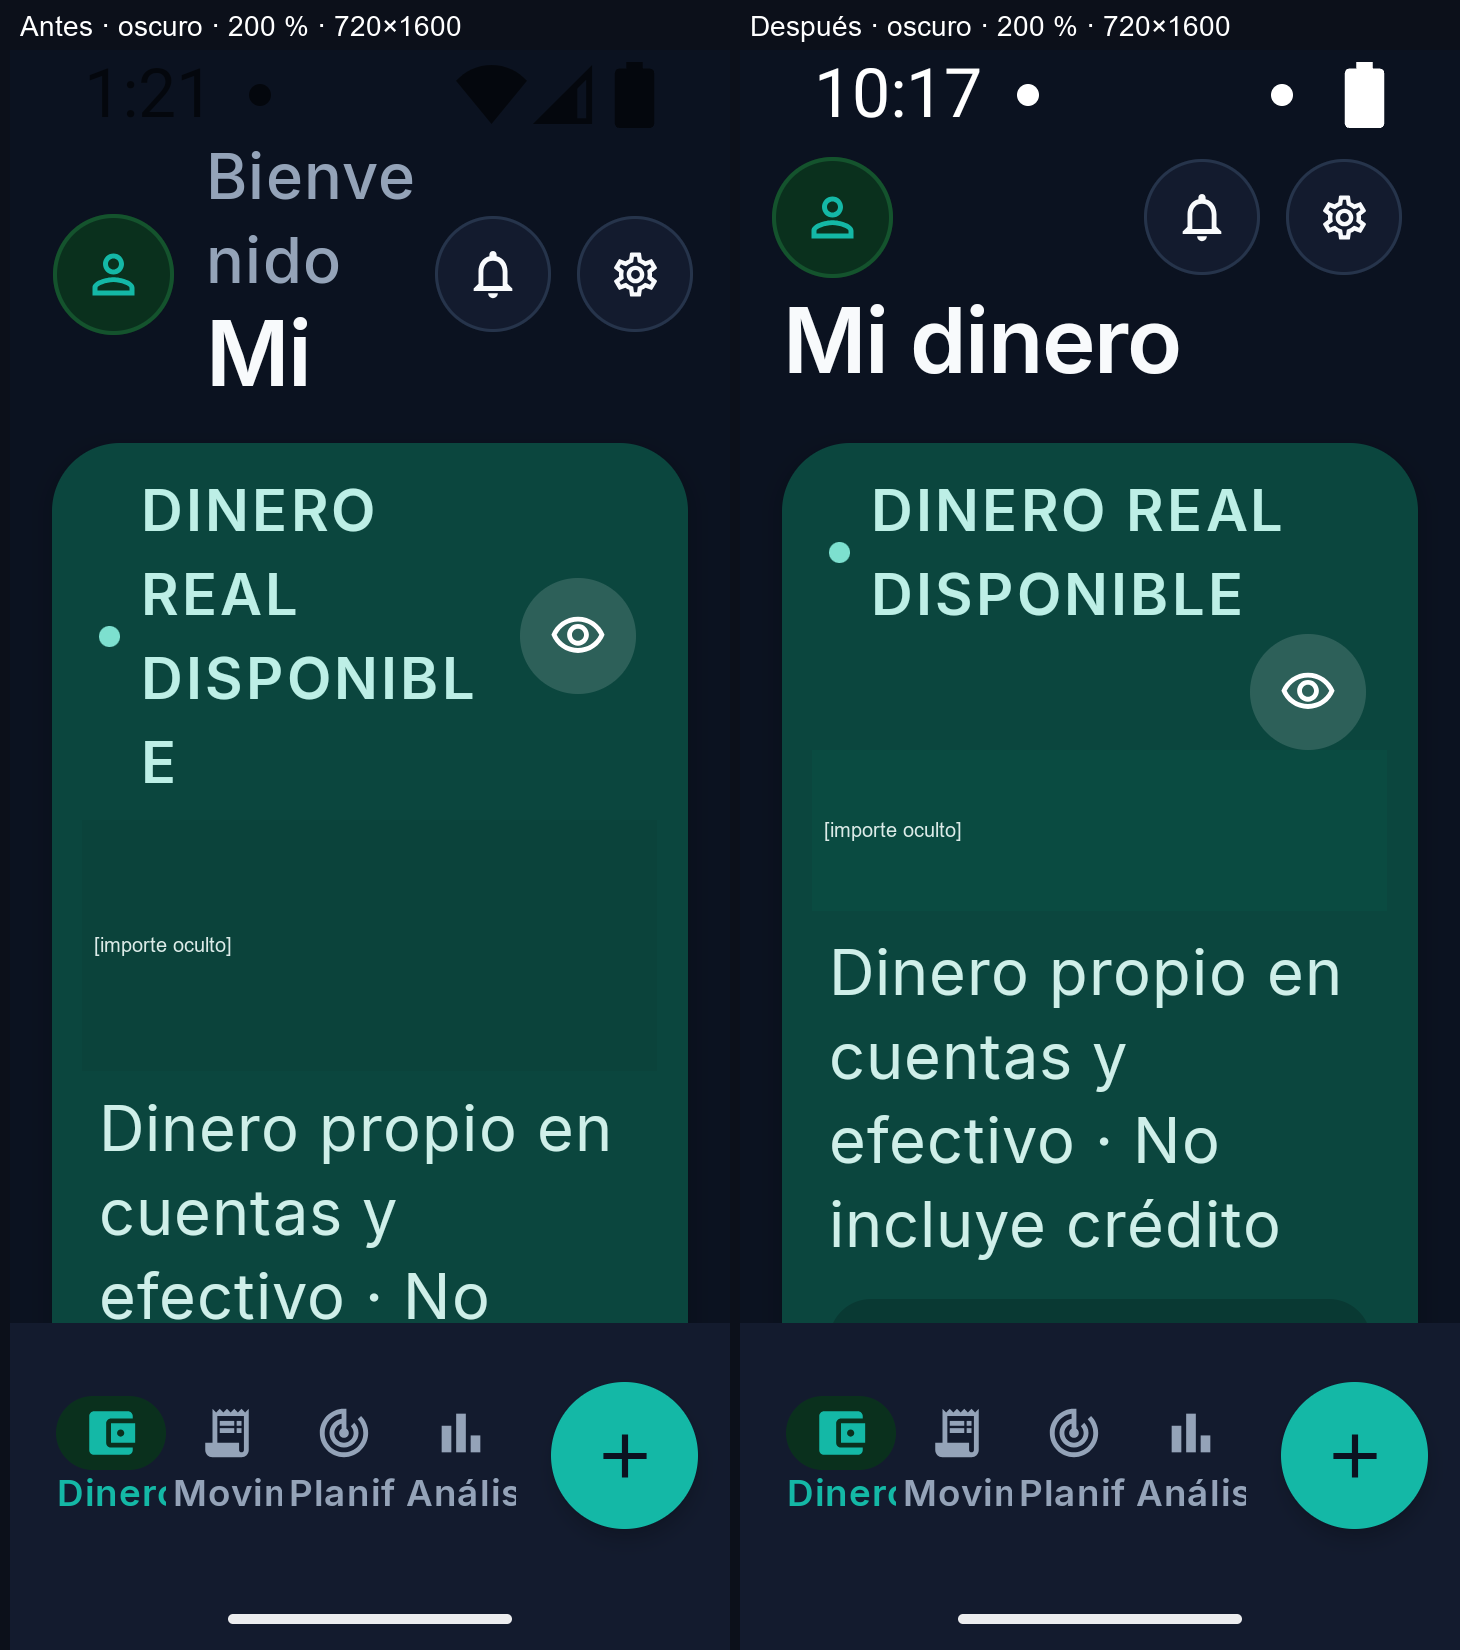 Antes · oscuro · 200 % · 720×1600
1:21
Bienve
nido
Mi
DINERO
REAL
DISPONIBL
E
[importe oculto]
Dinero propio en
cuentas y
efectivo · No
Dinero
Movin
Planif
Anális
Después · oscuro · 200 % · 720×1600
10:17
Mi dinero
DINERO REAL
DISPONIBLE
[importe oculto]
Dinero propio en
cuentas y
efectivo · No
incluye crédito
Dinero
Movin
Planif
Anális